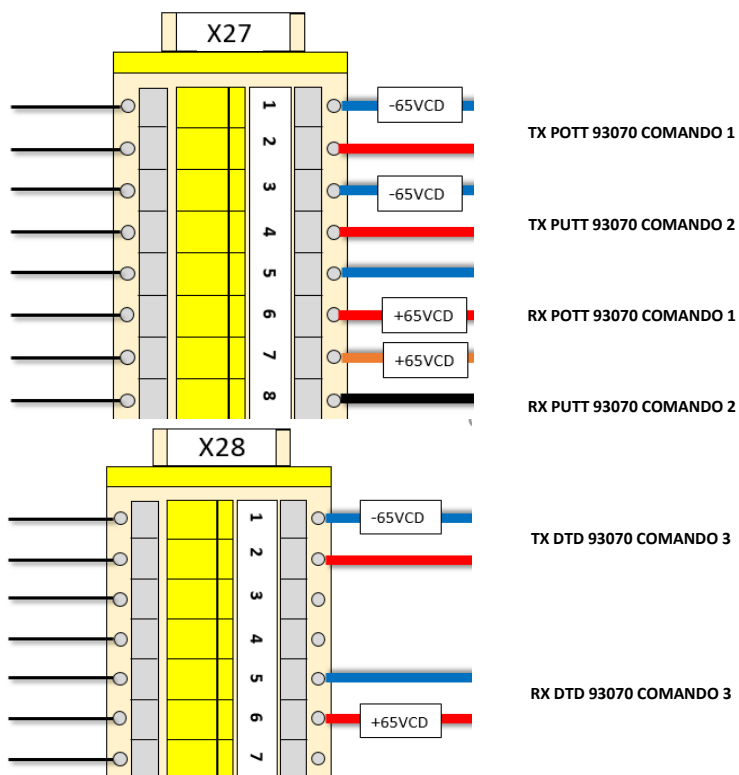 X27
1
-65VCD
TX POTT 93070 COMANDO 1
2
3
-65VCD
TX PUTT 93070 COMANDO 2
4
5
6
+65VCD
RX POTT 93070 COMANDO 1
7
+65VCD
8
RX PUTT 93070 COMANDO 2
X28
1
-65VCD
TX DTD 93070 COMANDO 3
2
3
4
5
RX DTD 93070 COMANDO 3
6
+65VCD
7